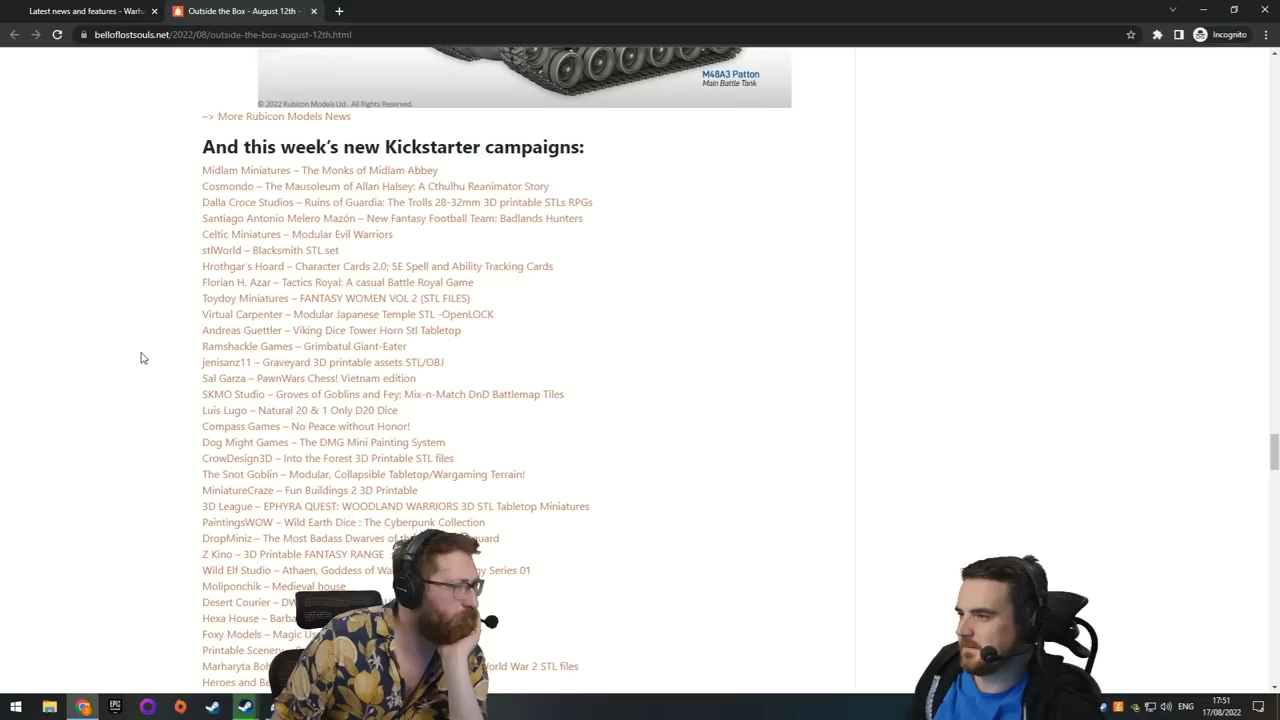 Latest news and features - Warh
Outside the Box - August 12th -
belloflostsouls.net/2022/08/outside-the-box-august-12th.html
Incognito
M48A3 Patton
Main Battle Tank
© 2022 Rubicon Models Ltd. All Rights Reserved.
–> More Rubicon Models News
And this week’s new Kickstarter campaigns:
Midlam Miniatures – The Monks of Midlam Abbey
Cosmondo – The Mausoleum of Allan Halsey: A Cthulhu Reanimator Story
Dalla Croce Studios – Ruins of Guardia: The Trolls 28-32mm 3D printable STLs RPGs
Santiago Antonio Melero Mazón – New Fantasy Football Team: Badlands Hunters
Celtic Miniatures – Modular Evil Warriors
stlWorld – Blacksmith STL set
Hrothgar’s Hoard – Character Cards 2.0; 5E Spell and Ability Tracking Cards
Florian H. Azar – Tactics Royal: A casual Battle Royal Game
Toydoy Miniatures – FANTASY WOMEN VOL 2 (STL FILES)
Virtual Carpenter – Modular Japanese Temple STL -OpenLOCK
Andreas Guettler – Viking Dice Tower Horn Stl Tabletop
Ramshackle Games – Grimbatul Giant-Eater
jenisanz11 – Graveyard 3D printable assets STL/OBJ
Sal Garza – PawnWars Chess! Vietnam edition
SKMO Studio – Groves of Goblins and Fey: Mix-n-Match DnD Battlemap Tiles
Luis Lugo – Natural 20 & 1 Only D20 Dice
Compass Games – No Peace without Honor!
Dog Might Games – The DMG Mini Painting System
CrowDesign3D – Into the Forest 3D Printable STL files
The Snot Goblin – Modular, Collapsible Tabletop/Wargaming Terrain!
MiniatureCraze – Fun Buildings 2 3D Printable
3D League – EPHYRA QUEST: WOODLAND WARRIORS 3D STL Tabletop Miniatures
PaintingsWOW – Wild Earth Dice : The Cyberpunk Collection
DropMiniz – The Most Badass Dwarves of
Z Kino – 3D Printable FANTASY RANGE
Wild Elf Studio – Athaen, Goddess of Series 01
Moliponchik – Medieval house
Desert Courier –
Hexa House –
Foxy Models – Magic
Printable Scenery
Marharyta World War 2 STL files
Heroes and
ENG
17:51
17/08/2022